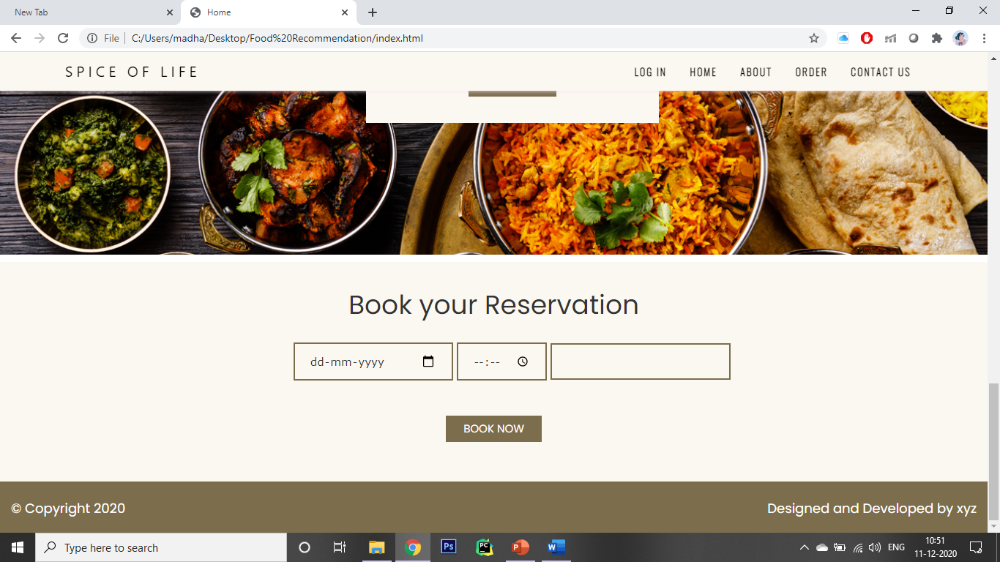 New Tab
Home
File
C:/Users/madha/Desktop/Food%20Recommendation/index.html
SPICE OF LIFE
LOG IN HOME ABOUT ORDER CONTACT US
Book your Reservation
dd-mm-yyyy
--:--
BOOK NOW
© Copyright 2020
Designed and Developed by xyz
Type here to search
Ps
PC
P
W
ENG
10:51
11-12-2020